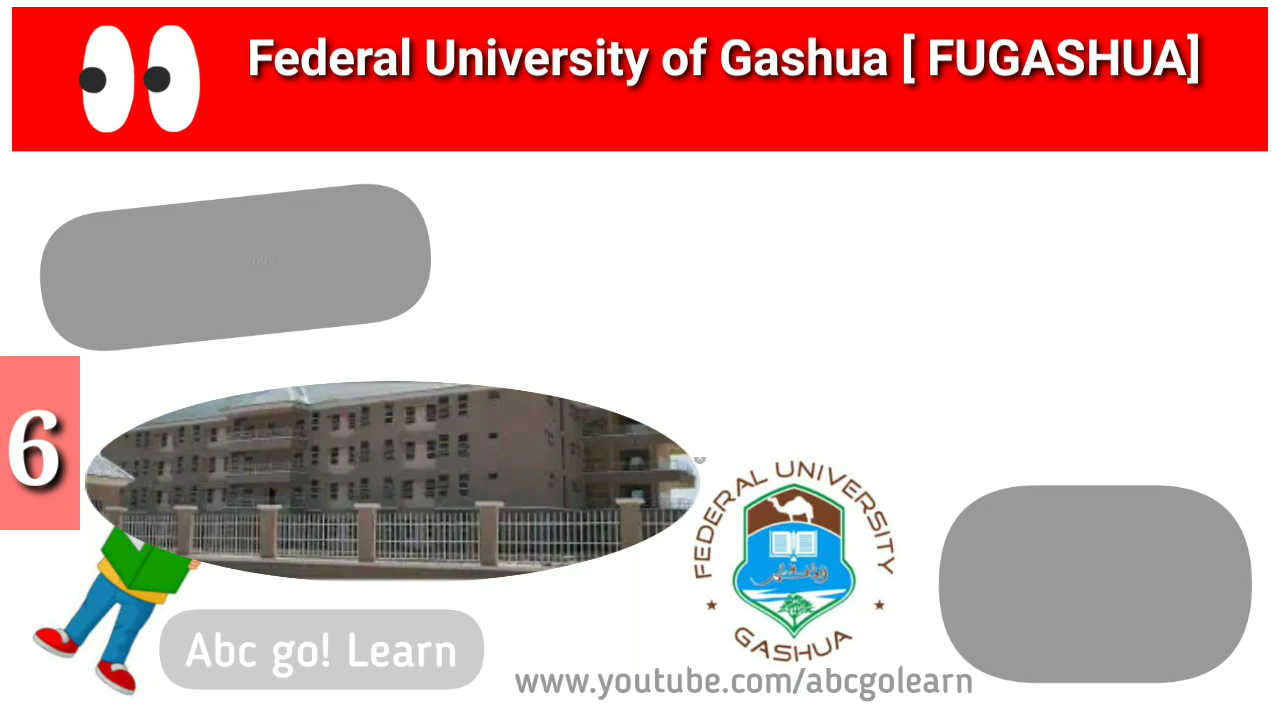 Federal University of Gashua [ FUGASHUA]
6
FEDERAL UNIVERSITY
GASHUA
Abc go! Learn
www.youtube.com/abcgolearn